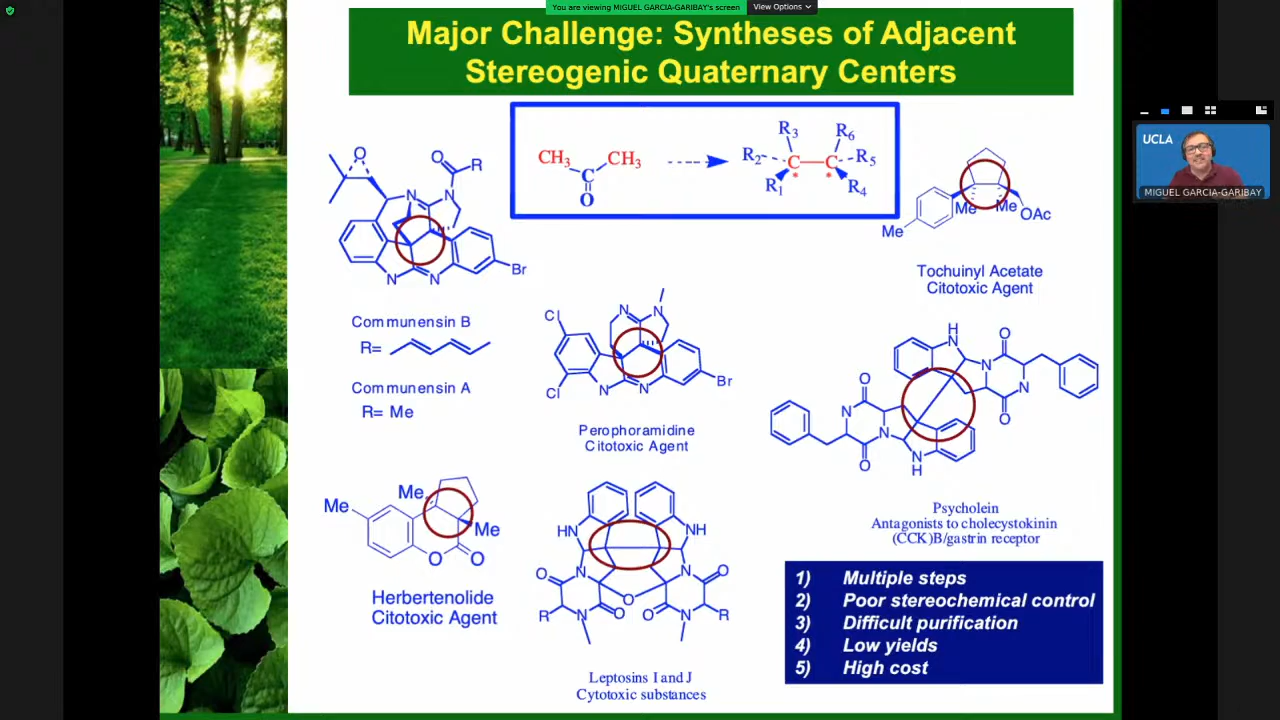 You are viewing MIGUEL GARCIA-GARIBAY's screen
View Options
Major Challenge: Syntheses of Adjacent
Stereogenic Quaternary Centers
UCLA
MIGUEL GARCIA-GARIBAY
CH3
CH3
C
O
R3
R6
R2
C
C
R5
*
*
R1
R4
O
O
R
N
N
N
N
Br
Communensin B
R=
Communensin A
R= Me
Me
Me
Me
OAc
Tochuinyl Acetate
Citotoxic Agent
N
N
Cl
Cl
N
N
Br
Perophoramidine
Citotoxic Agent
H
N
O
N
N
O
O
N
N
O
N
H
Psycholein
Antagonists to cholecystokinin
(CCK)B/gastrin receptor
Me
Me
Me
O
O
Herbertenolide
Citotoxic Agent
HN
NH
O
N
N
O
O
R
N
O
O
N
R
Leptosins I and J
Cytotoxic substances
1) Multiple steps
2) Poor stereochemical control
3) Difficult purification
4) Low yields
5) High cost